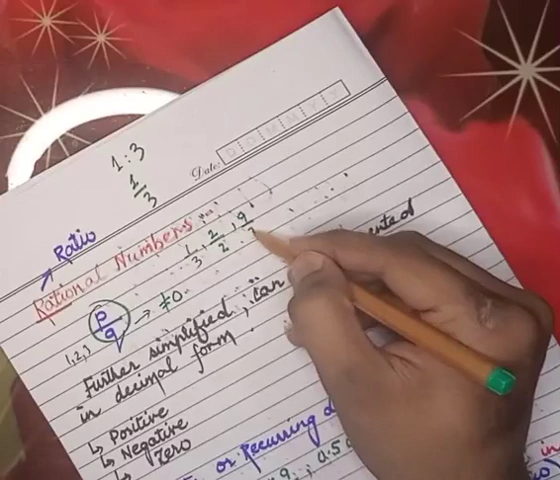 1:3
1/3
Date: D D M M Y Y
Ratio
Rational Numbers
1/3, 2/2, 9
p/q → ≠0
1,2,3
Further simplified, can
in decimal form
↳ Positive
↳ Negative
↳ Zero
or recurring
0.5
in